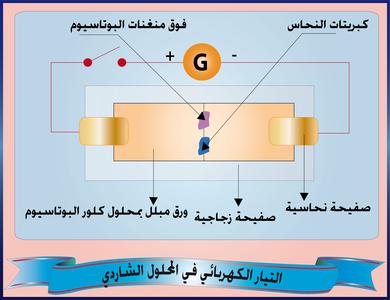 كبريتات النحاس
فوق منغنات البوتاسيوم
+ G -
صفيحة نحاسية
صفيحة زجاجية
ورق مبلل بمحلول كلور البوتاسيوم
التيار الكهربائي في المحلول الشاردي